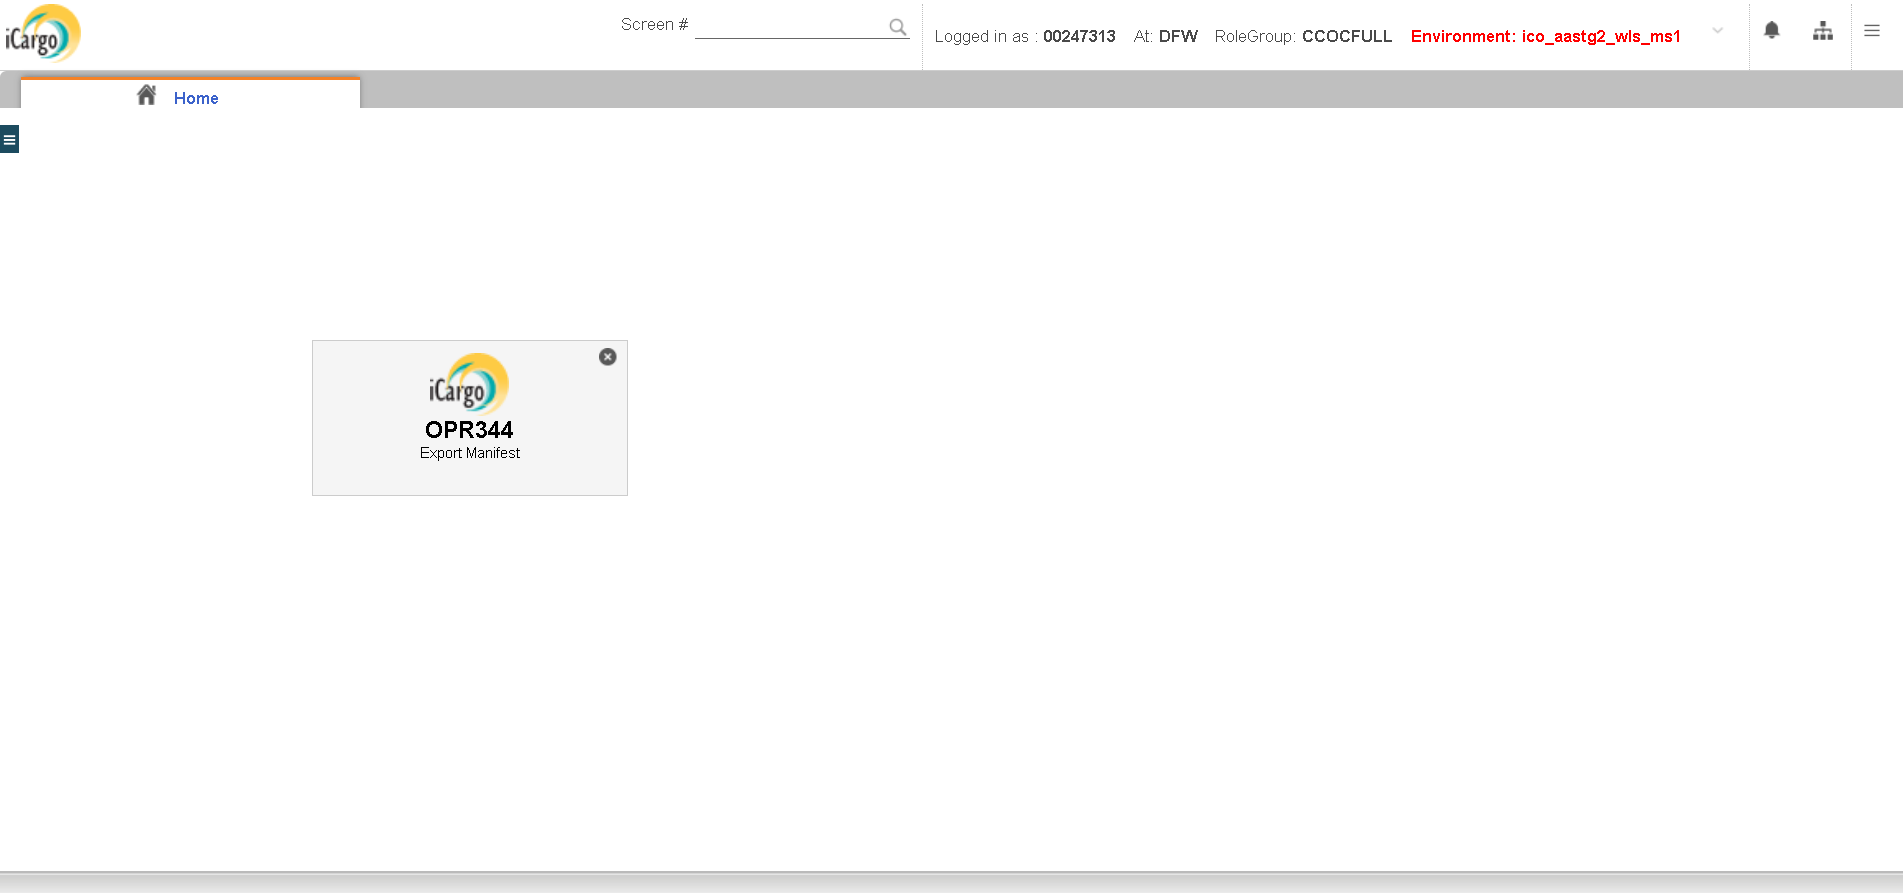 iCargo
Screen #
Logged in as : 00247313 At: DFW RoleGroup: CCOCFULL Environment: ico_aastg2_wls_ms1
Home
iCargo
OPR344
Export Manifest